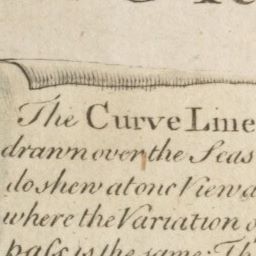 The Curve Line
drawn over the Seas
do shew at one View a
where the Variation o
pass is the same: Th